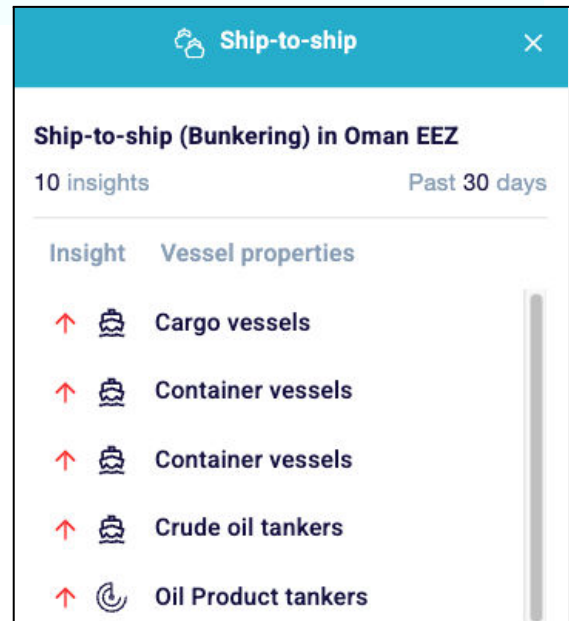 Ship-to-ship
Ship-to-ship (Bunkering) in Oman EEZ
10 insights Past 30 days
Insight Vessel properties
Cargo vessels
Container vessels
Container vessels
Crude oil tankers
Oil Product tankers